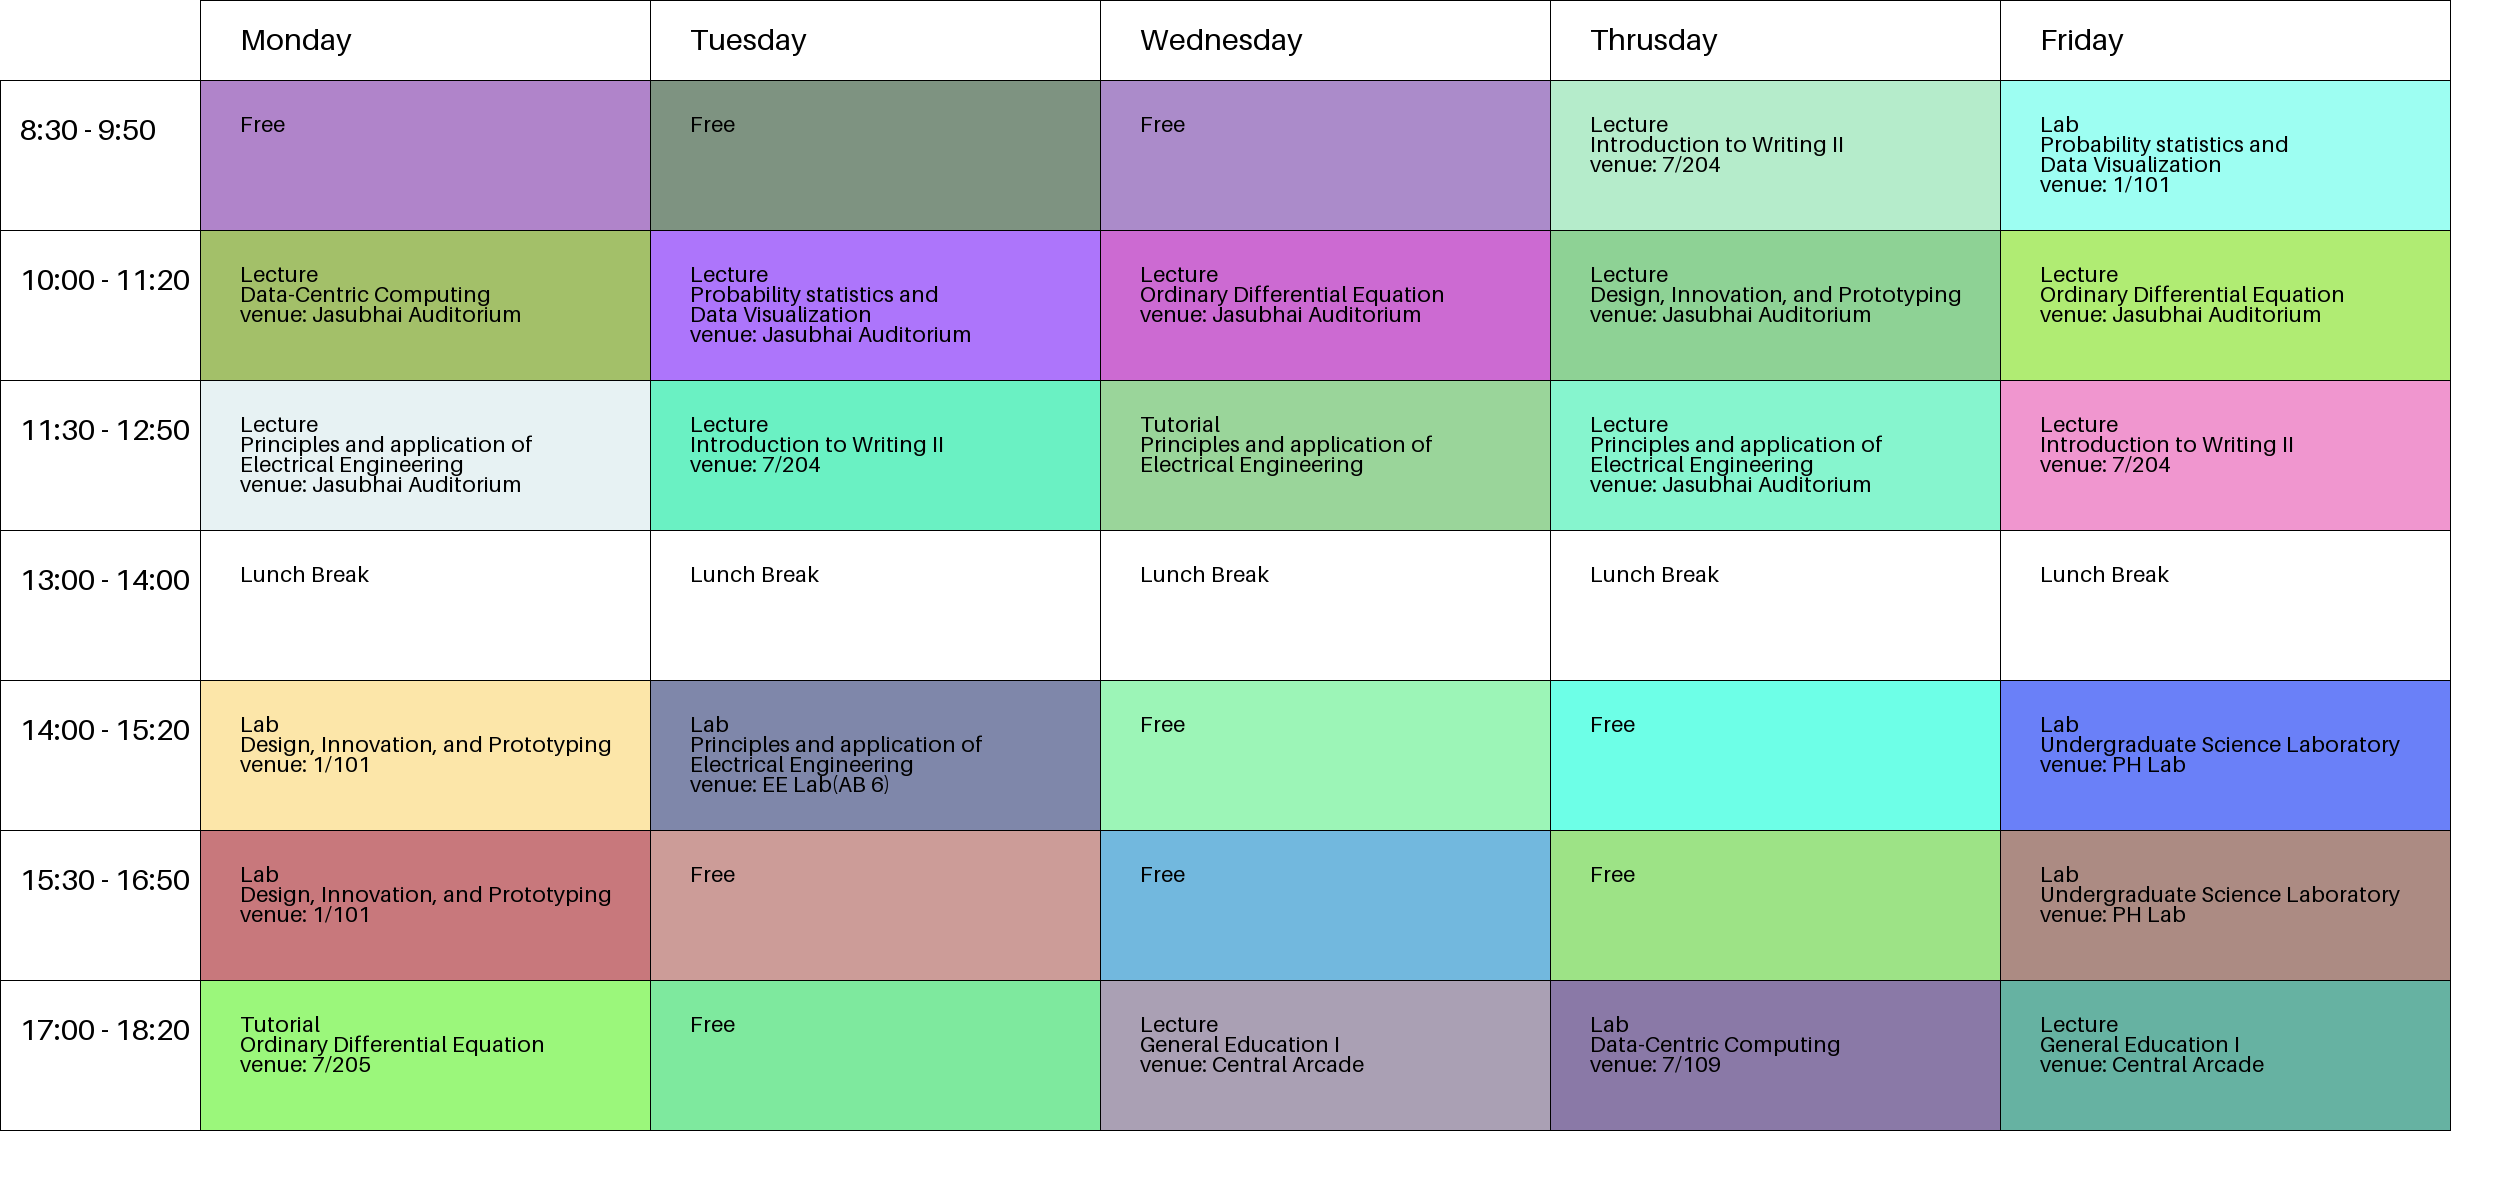 Monday
Tuesday
Wednesday
Thrusday
Friday
8:30 - 9:50
Free
Free
Free
Lecture
Introduction to Writing II
venue: 7/204
Lab
Probability statistics and
Data Visualization
venue: 1/101
10:00 - 11:20
Lecture
Data-Centric Computing
venue: Jasubhai Auditorium
Lecture
Probability statistics and
Data Visualization
venue: Jasubhai Auditorium
Lecture
Ordinary Differential Equation
venue: Jasubhai Auditorium
Lecture
Design, Innovation, and Prototyping
venue: Jasubhai Auditorium
Lecture
Ordinary Differential Equation
venue: Jasubhai Auditorium
11:30 - 12:50
Lecture
Principles and application of
Electrical Engineering
venue: Jasubhai Auditorium
Lecture
Introduction to Writing II
venue: 7/204
Tutorial
Principles and application of
Electrical Engineering
Lecture
Principles and application of
Electrical Engineering
venue: Jasubhai Auditorium
Lecture
Introduction to Writing II
venue: 7/204
13:00 - 14:00
Lunch Break
Lunch Break
Lunch Break
Lunch Break
Lunch Break
14:00 - 15:20
Lab
Design, Innovation, and Prototyping
venue: 1/101
Lab
Principles and application of
Electrical Engineering
venue: EE Lab(AB 6)
Free
Free
Lab
Undergraduate Science Laboratory
venue: PH Lab
15:30 - 16:50
Lab
Design, Innovation, and Prototyping
venue: 1/101
Free
Free
Free
Lab
Undergraduate Science Laboratory
venue: PH Lab
17:00 - 18:20
Tutorial
Ordinary Differential Equation
venue: 7/205
Free
Lecture
General Education I
venue: Central Arcade
Lab
Data-Centric Computing
venue: 7/109
Lecture
General Education I
venue: Central Arcade